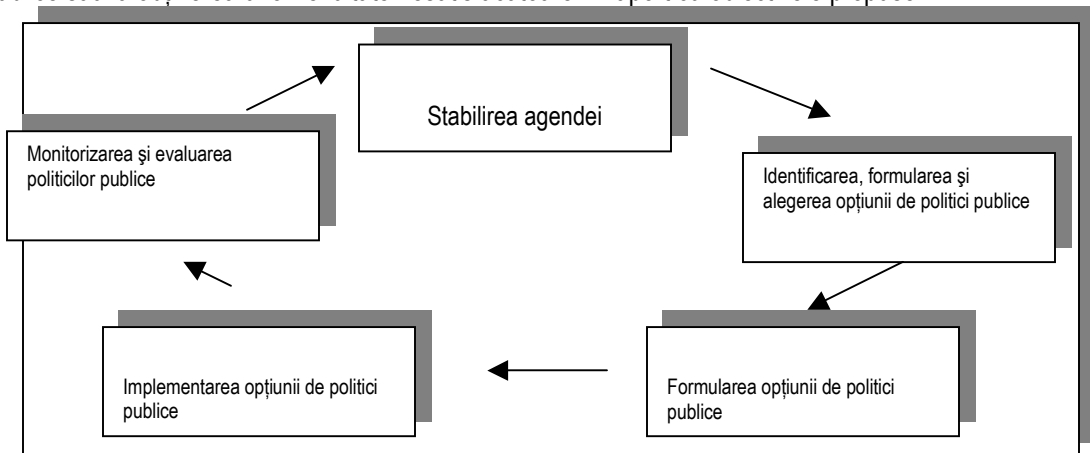 Stabilirea agendei
Monitorizarea şi evaluarea
politicilor publice
Identificarea, formularea şi
alegerea opţiunii de politici publice
Implementarea opţiunii de politici
publice
Formularea opţiunii de politici
publice